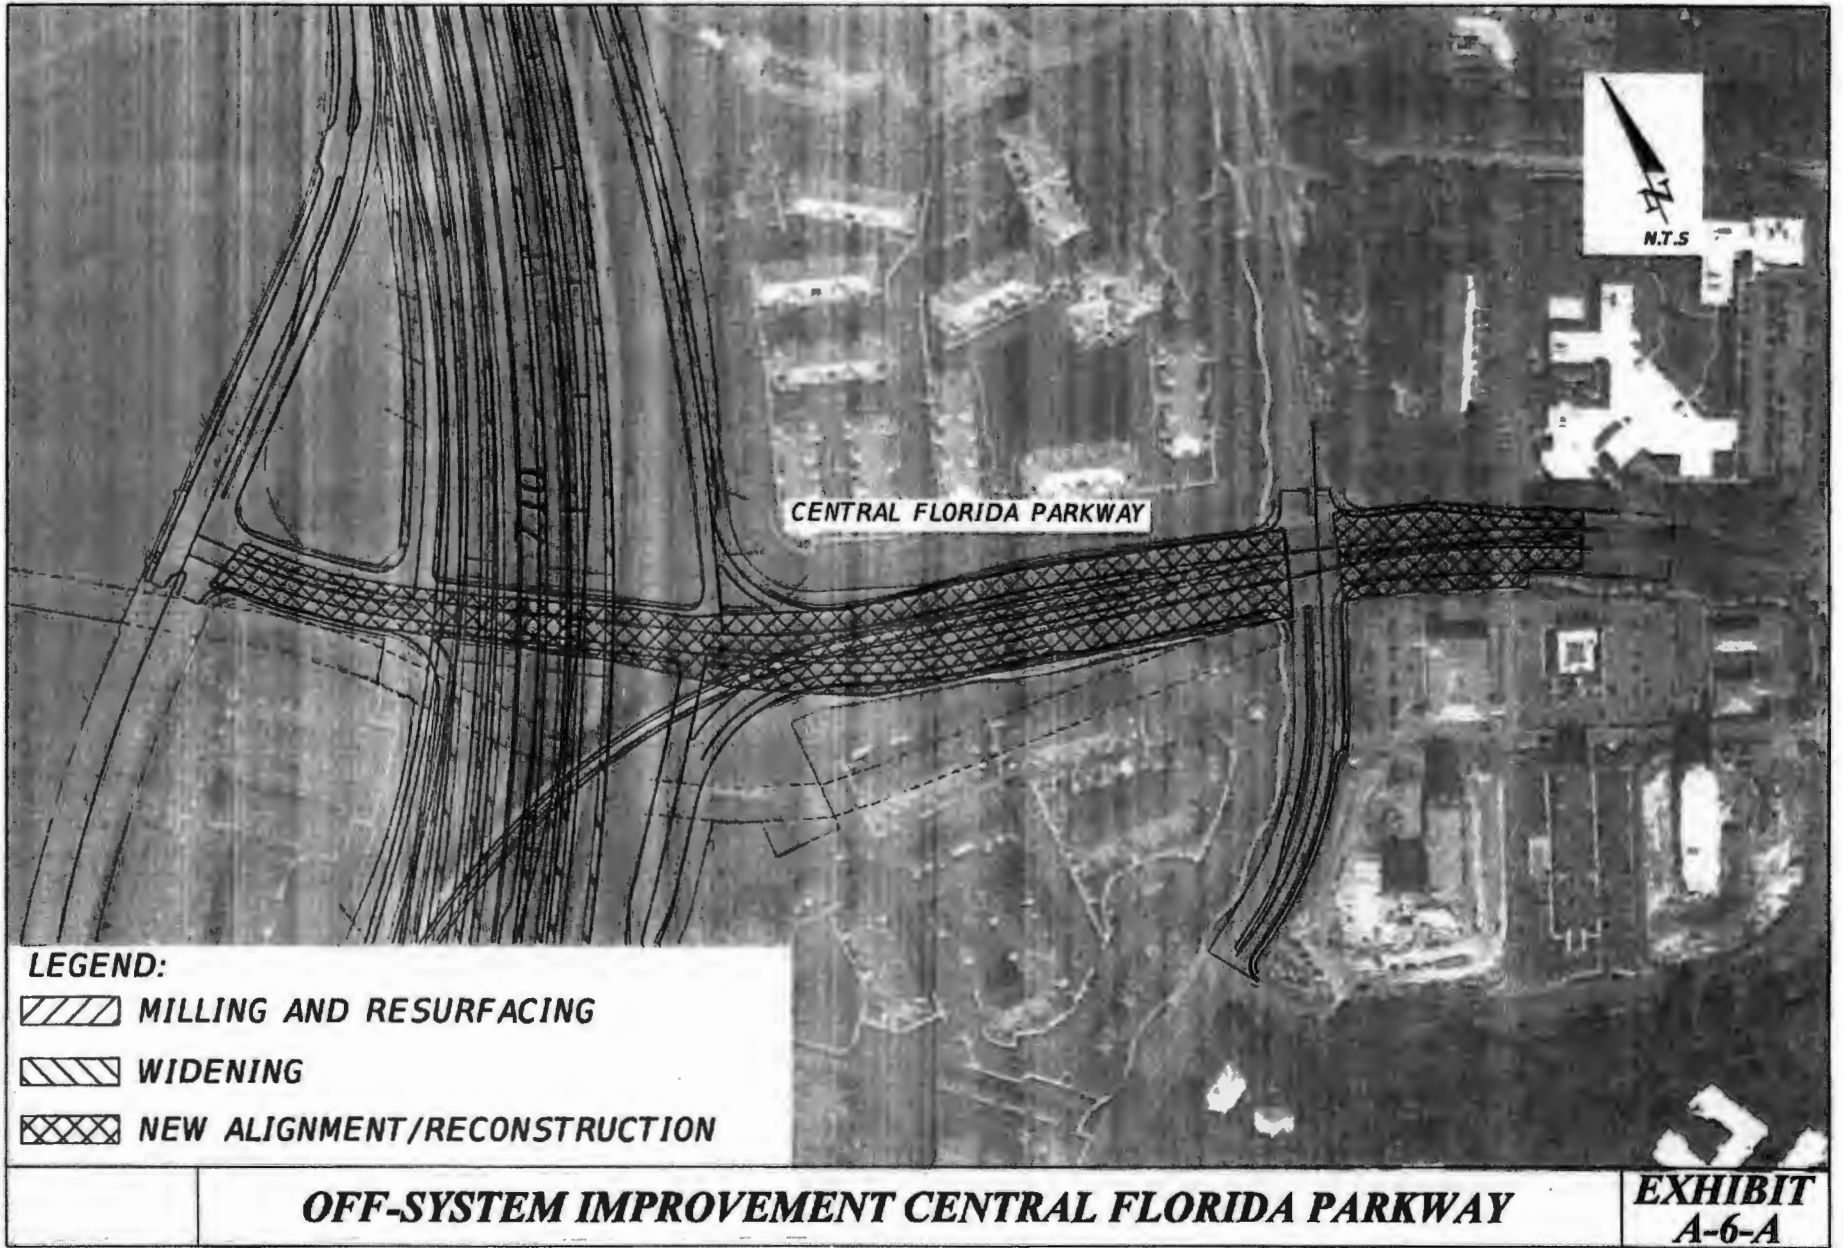 N.T.S
CENTRAL FLORIDA PARKWAY
LEGEND:
MILLING AND RESURFACING
WIDENING
NEW ALIGNMENT/RECONSTRUCTION
OFF-SYSTEM IMPROVEMENT CENTRAL FLORIDA PARKWAY
EXHIBIT
A-6-A